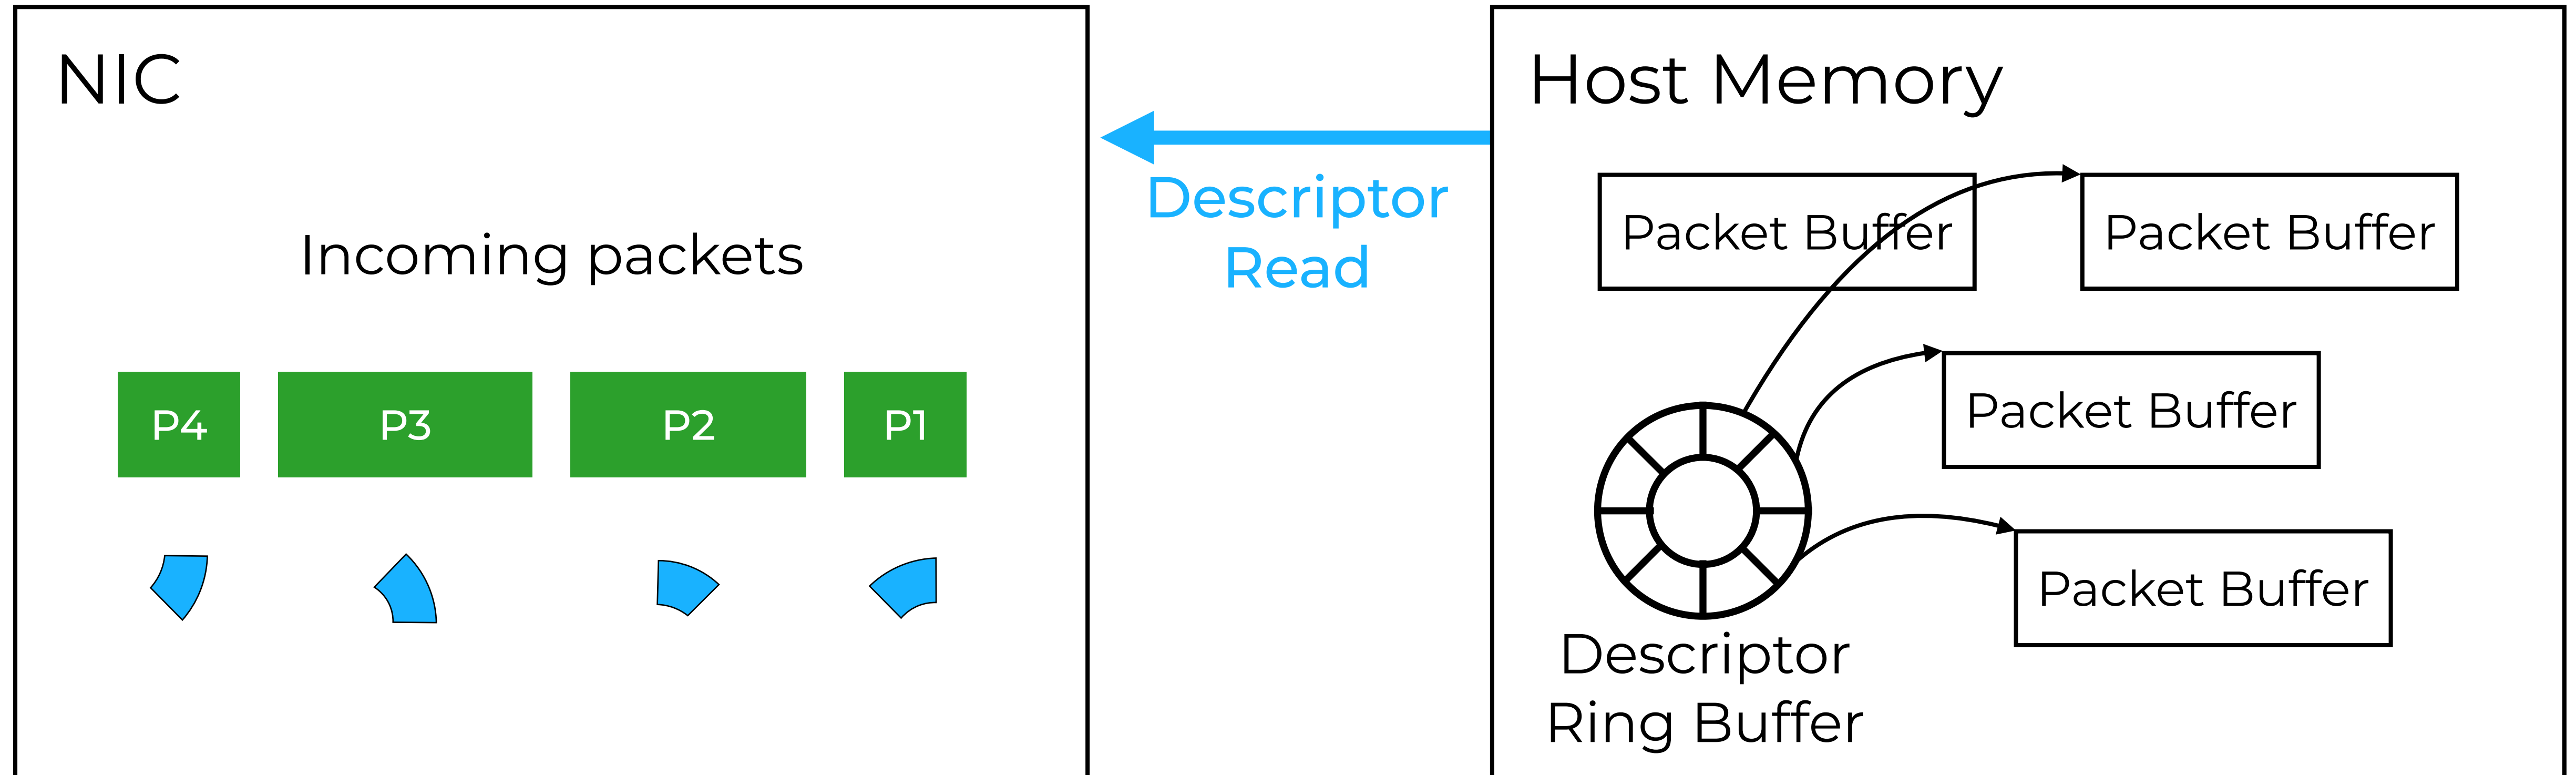 NIC
Incoming packets
P4
P3
P2
P1
Descriptor
Read
Host Memory
Packet Buffer
Packet Buffer
Packet Buffer
Packet Buffer
Descriptor
Ring Buffer